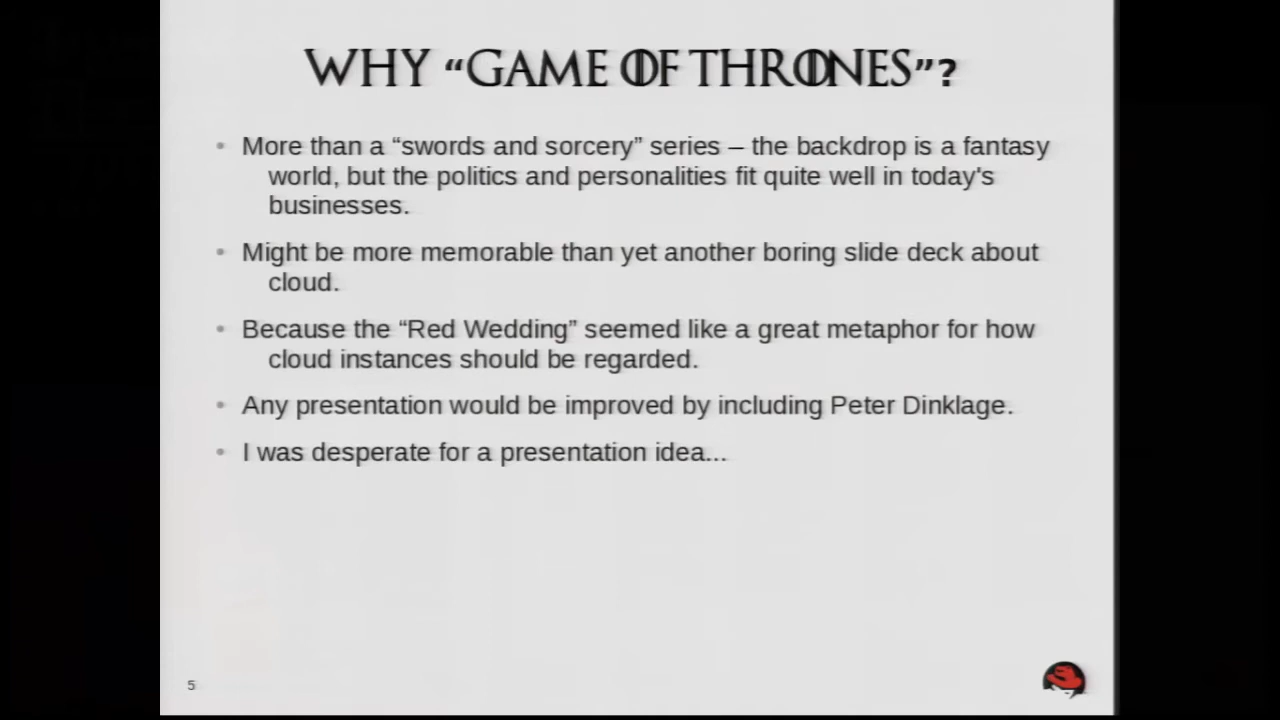 WHY “GAME OF THRONES”?
• More than a “swords and sorcery” series – the backdrop is a fantasy
world, but the politics and personalities fit quite well in today's
businesses.
• Might be more memorable than yet another boring slide deck about
cloud.
• Because the “Red Wedding” seemed like a great metaphor for how
cloud instances should be regarded.
• Any presentation would be improved by including Peter Dinklage.
• I was desperate for a presentation idea...
5